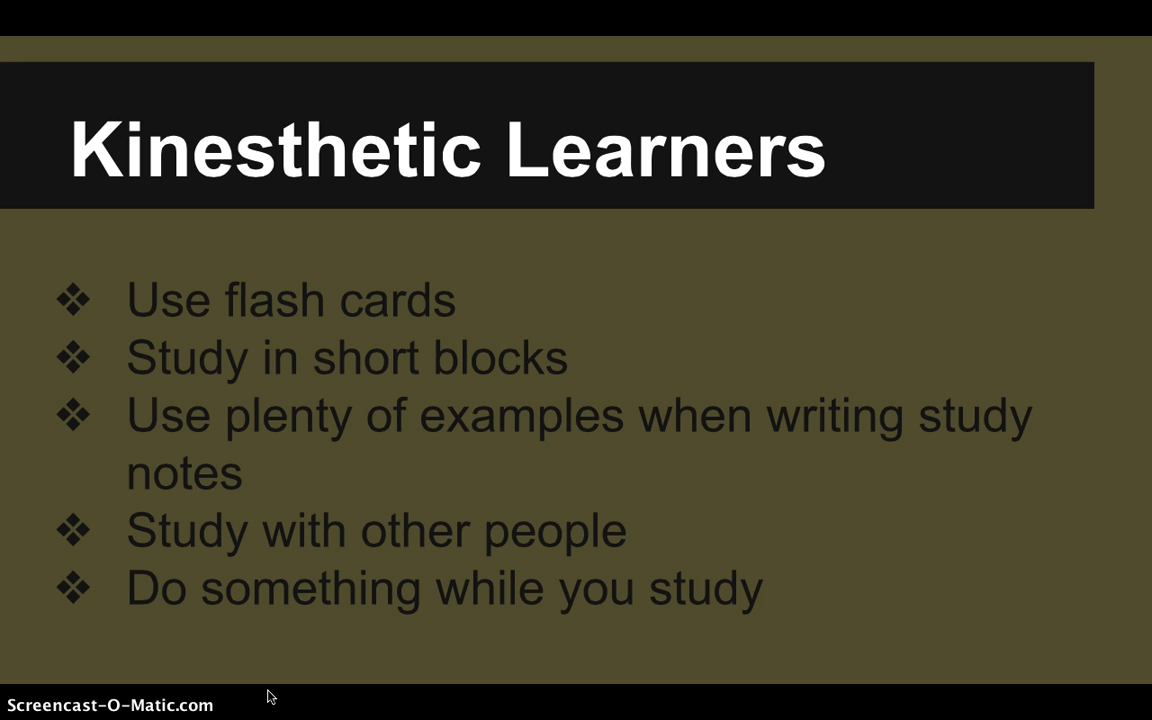 Kinesthetic Learners
❖ Use flash cards
❖ Study in short blocks
❖ Use plenty of examples when writing study
notes
❖ Study with other people
❖ Do something while you study
Screencast-O-Matic.com